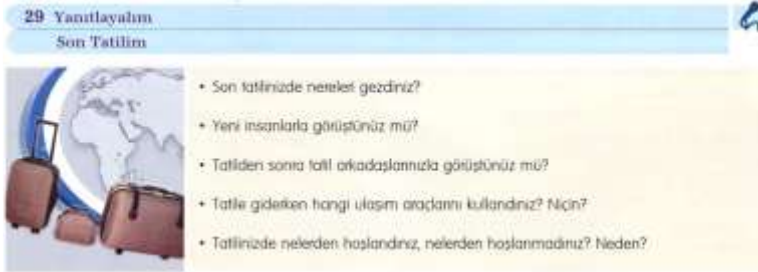 29 Yanıtlayalım
Son Tatilim
• Son tatilinizde nereleri gezdiniz?
• Yeni insanlarla görüştünüz mü?
• Tatilden sonra tatil arkadaşlarınızla görüştünüz mü?
• Tatile giderken hangi ulaşım araçlarını kullandınız? Niçin?
• Tatilinizde nelerden hoşlandınız, nelerden hoşlanmadınız? Neden?